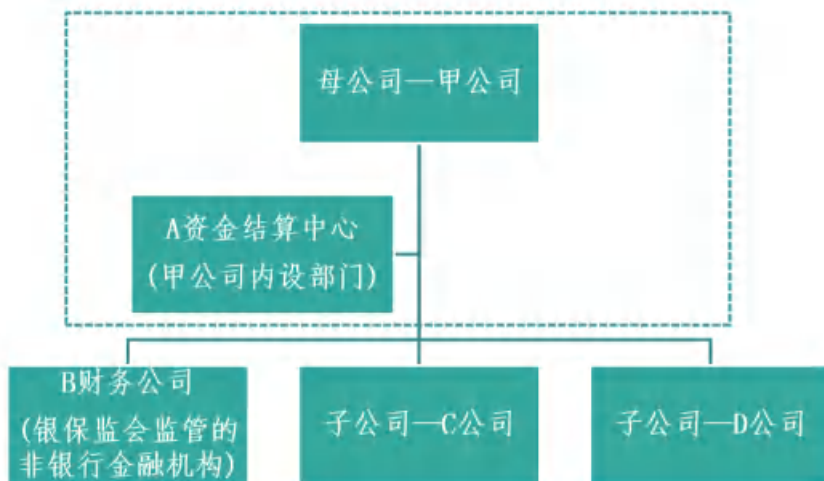 母公司—甲公司
A资金结算中心
(甲公司内设部门)
B财务公司
(银保监会监管的
非银行金融机构)
子公司—C公司
子公司—D公司